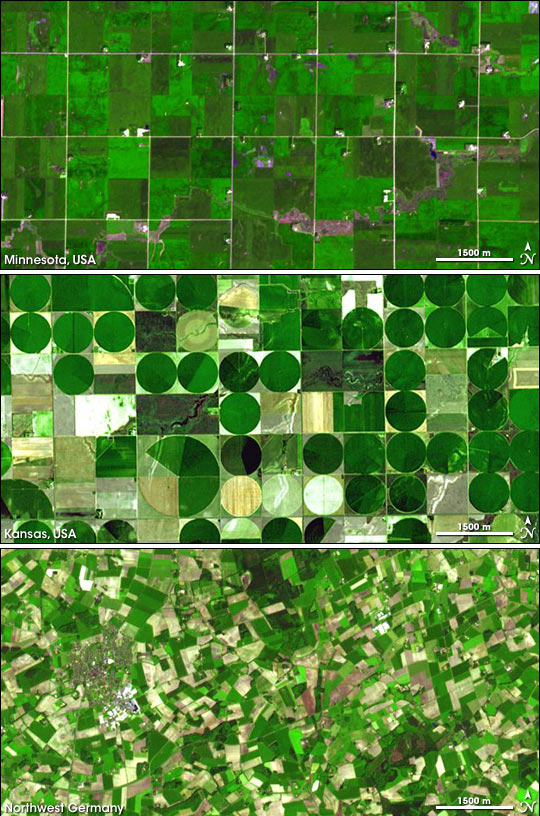 Minnesota, USA
1500 m
N
Kansas, USA
1500 m
N
Northwest Germany
1500 m
N